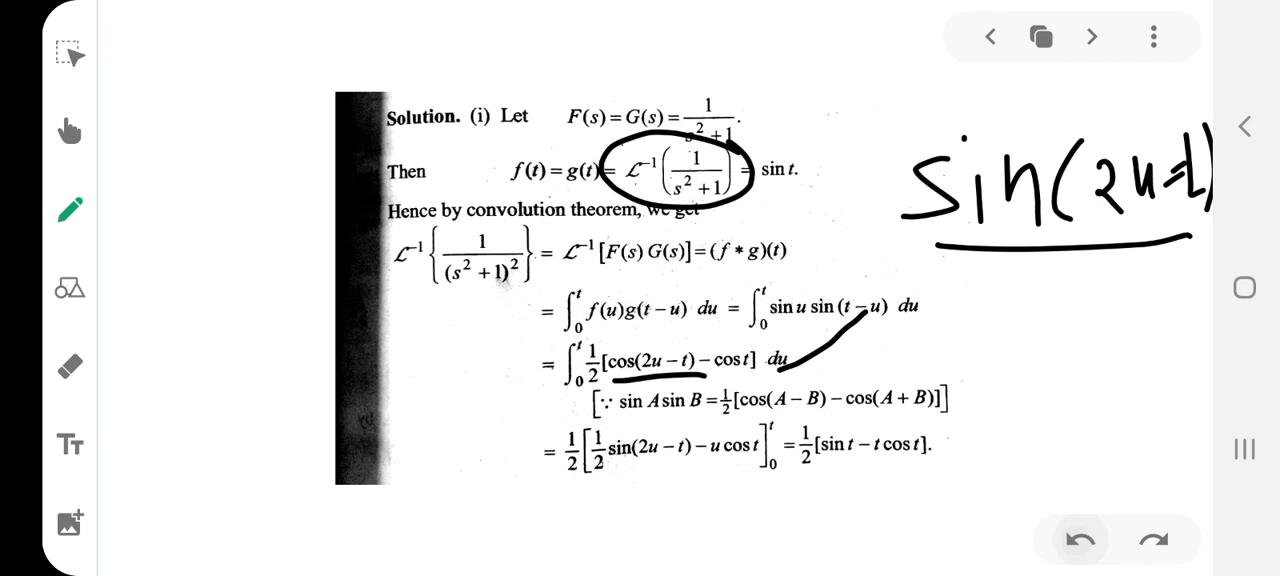 Solution. (i) Let F(s) = G(s) = 1/(s² + 1).
Then f(t) = g(t) = ℒ⁻¹(1/(s² + 1)) = sin t.
Hence by convolution theorem, we get
ℒ⁻¹{1/(s² + 1)²} = ℒ⁻¹[F(s) G(s)] = (f * g)(t)
= ∫₀ᵗ f(u)g(t − u) du = ∫₀ᵗ sin u sin (t − u) du
= ∫₀ᵗ 1/2 [cos(2u − t) − cos t] du
[∵ sin A sin B = 1/2 [cos(A − B) − cos(A + B)]]
= 1/2 [1/2 sin(2u − t) − u cos t]₀ᵗ = 1/2 [sin t − t cos t].
sin(2u-t)
TT